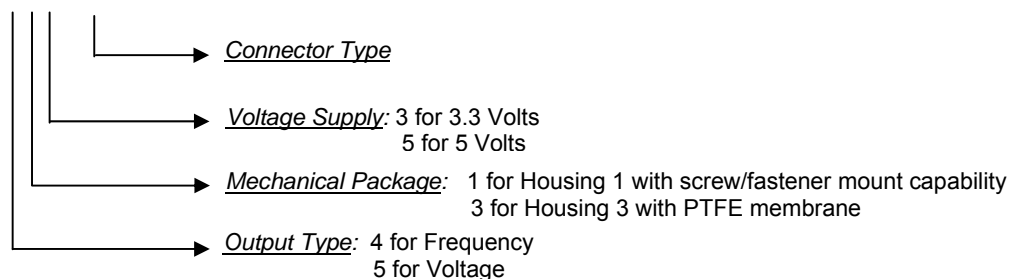 Connector Type
Voltage Supply: 3 for 3.3 Volts
5 for 5 Volts
Mechanical Package: 1 for Housing 1 with screw/fastener mount capability
3 for Housing 3 with PTFE membrane
Output Type: 4 for Frequency
5 for Voltage